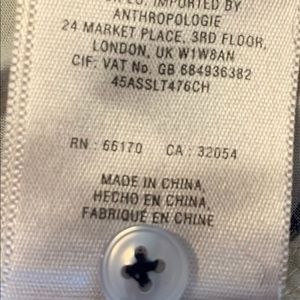 IMPORTED BY
ANTHROPOLOGIE
24 MARKET PLACE, 3RD FLOOR,
LONDON, UK W1W8AN
CIF: VAT No. GB 684936382
45ASSLT476CH
RN : 66170 CA : 32054
MADE IN CHINA,
HECHO EN CHINA,
FABRIQUÉ EN CHINE